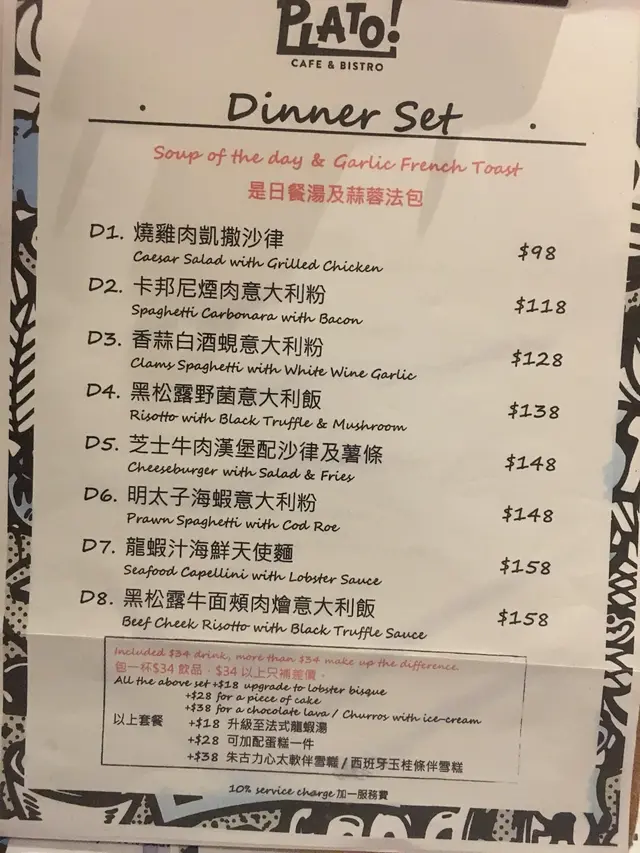 PLATO!
CAFE & BISTRO
Dinner Set
Soup of the day & Garlic French Toast
是日餐湯及蒜蓉法包
D1. 燒雞肉凱撒沙律 $98
Caesar Salad with Grilled Chicken
D2. 卡邦尼煙肉意大利粉 $118
Spaghetti Carbonara with Bacon
D3. 香蒜白酒蜆意大利粉 $128
Clams Spaghetti with White Wine Garlic
D4. 黑松露野菌意大利飯 $138
Risotto with Black Truffle & Mushroom
D5. 芝士牛肉漢堡配沙律及薯條 $148
Cheeseburger with Salad & Fries
D6. 明太子海蝦意大利粉 $148
Prawn Spaghetti with Cod Roe
D7. 龍蝦汁海鮮天使麵 $158
Seafood Capellini with Lobster Sauce
D8. 黑松露牛面頰肉燴意大利飯 $158
Beef Cheek Risotto with Black Truffle Sauce
Included $34 drink, more than $34 make up the difference.
包一杯$34 飲品﹐$34 以上只補差價。
All the above set +$18 upgrade to lobster bisque
+$28 for a piece of cake
+$38 for a chocolate lava / Churros with ice-cream
以上套餐 +$18 升級至法式龍蝦湯
+$28 可加配蛋糕一件
+$38 朱古力心太軟伴雪糍 / 西班牙玉桂條伴雪糕
10% service charge 加一服務費